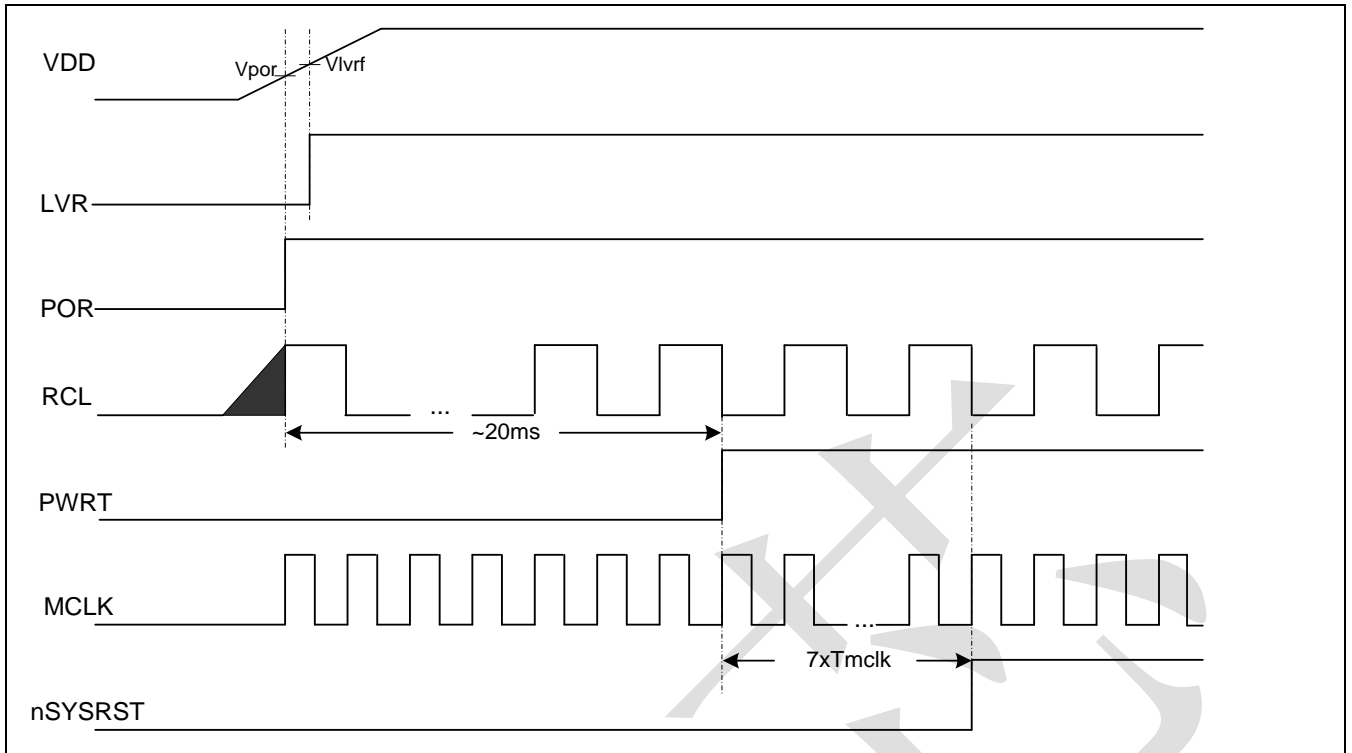 VDD
Vpor
Vlvrf
LVR
POR
RCL
...
~20ms
PWRT
MCLK
...
7xTmclk
nSYSRST